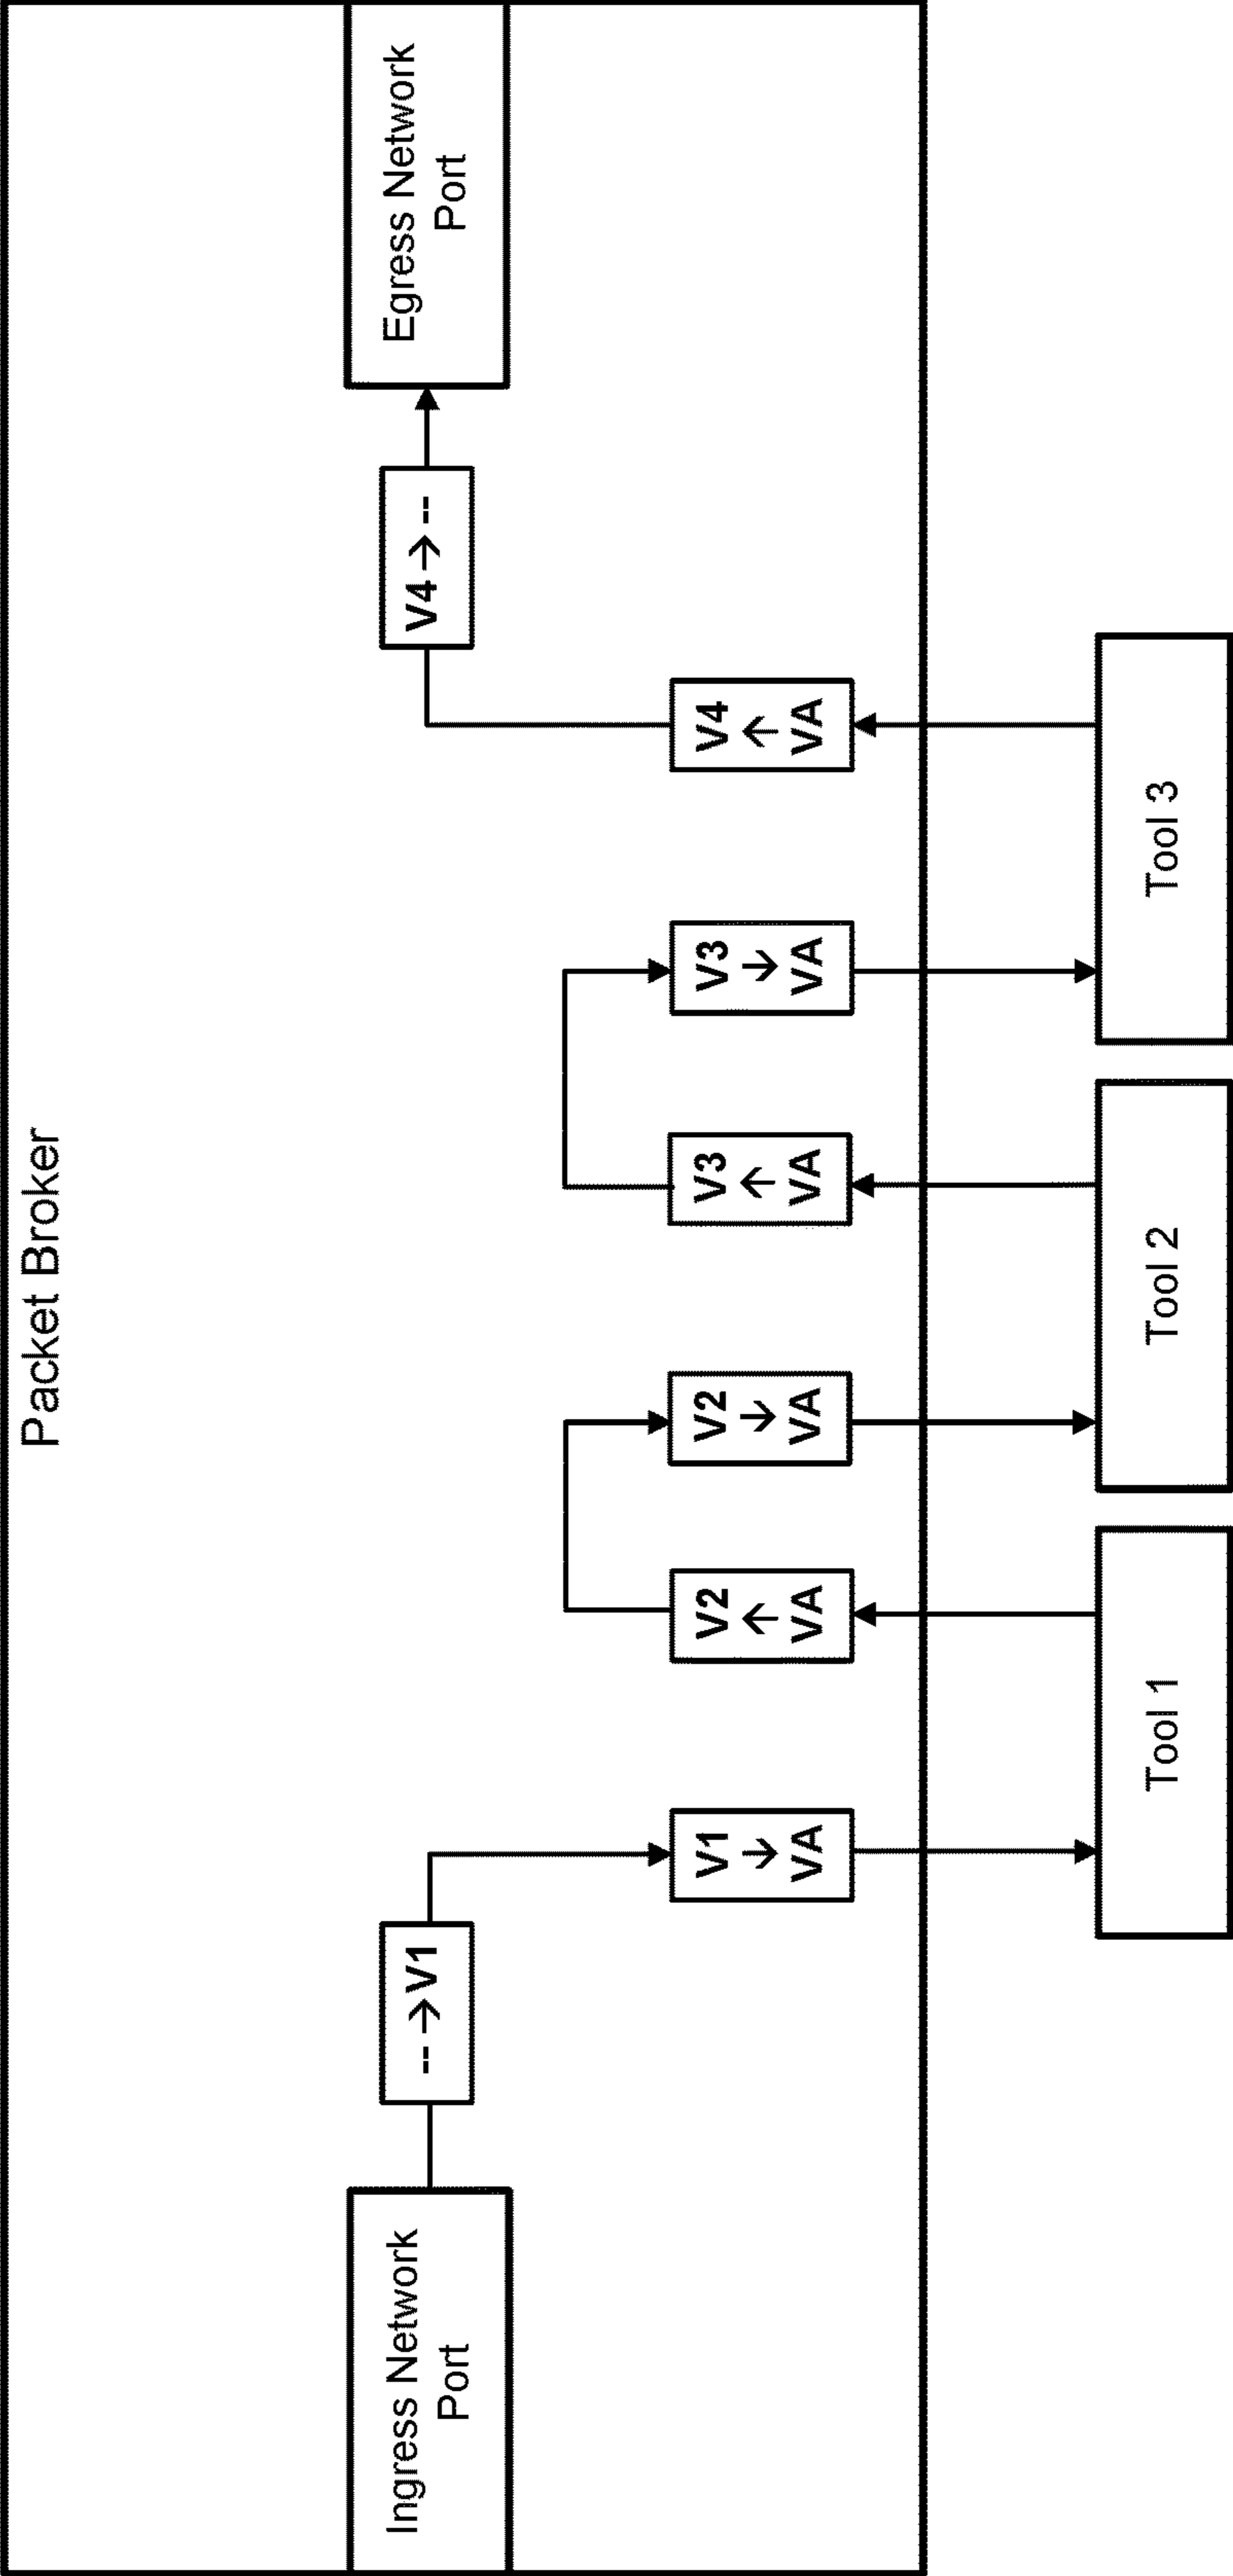 Packet Broker
Ingress Network
Port
-- →V1
V4→ --
Egress Network
Port
V1
↓
VA
V2
↑
VA
V2
↓
VA
V3
↑
VA
V3
↓
VA
V4
↑
VA
Tool 1
Tool 2
Tool 3